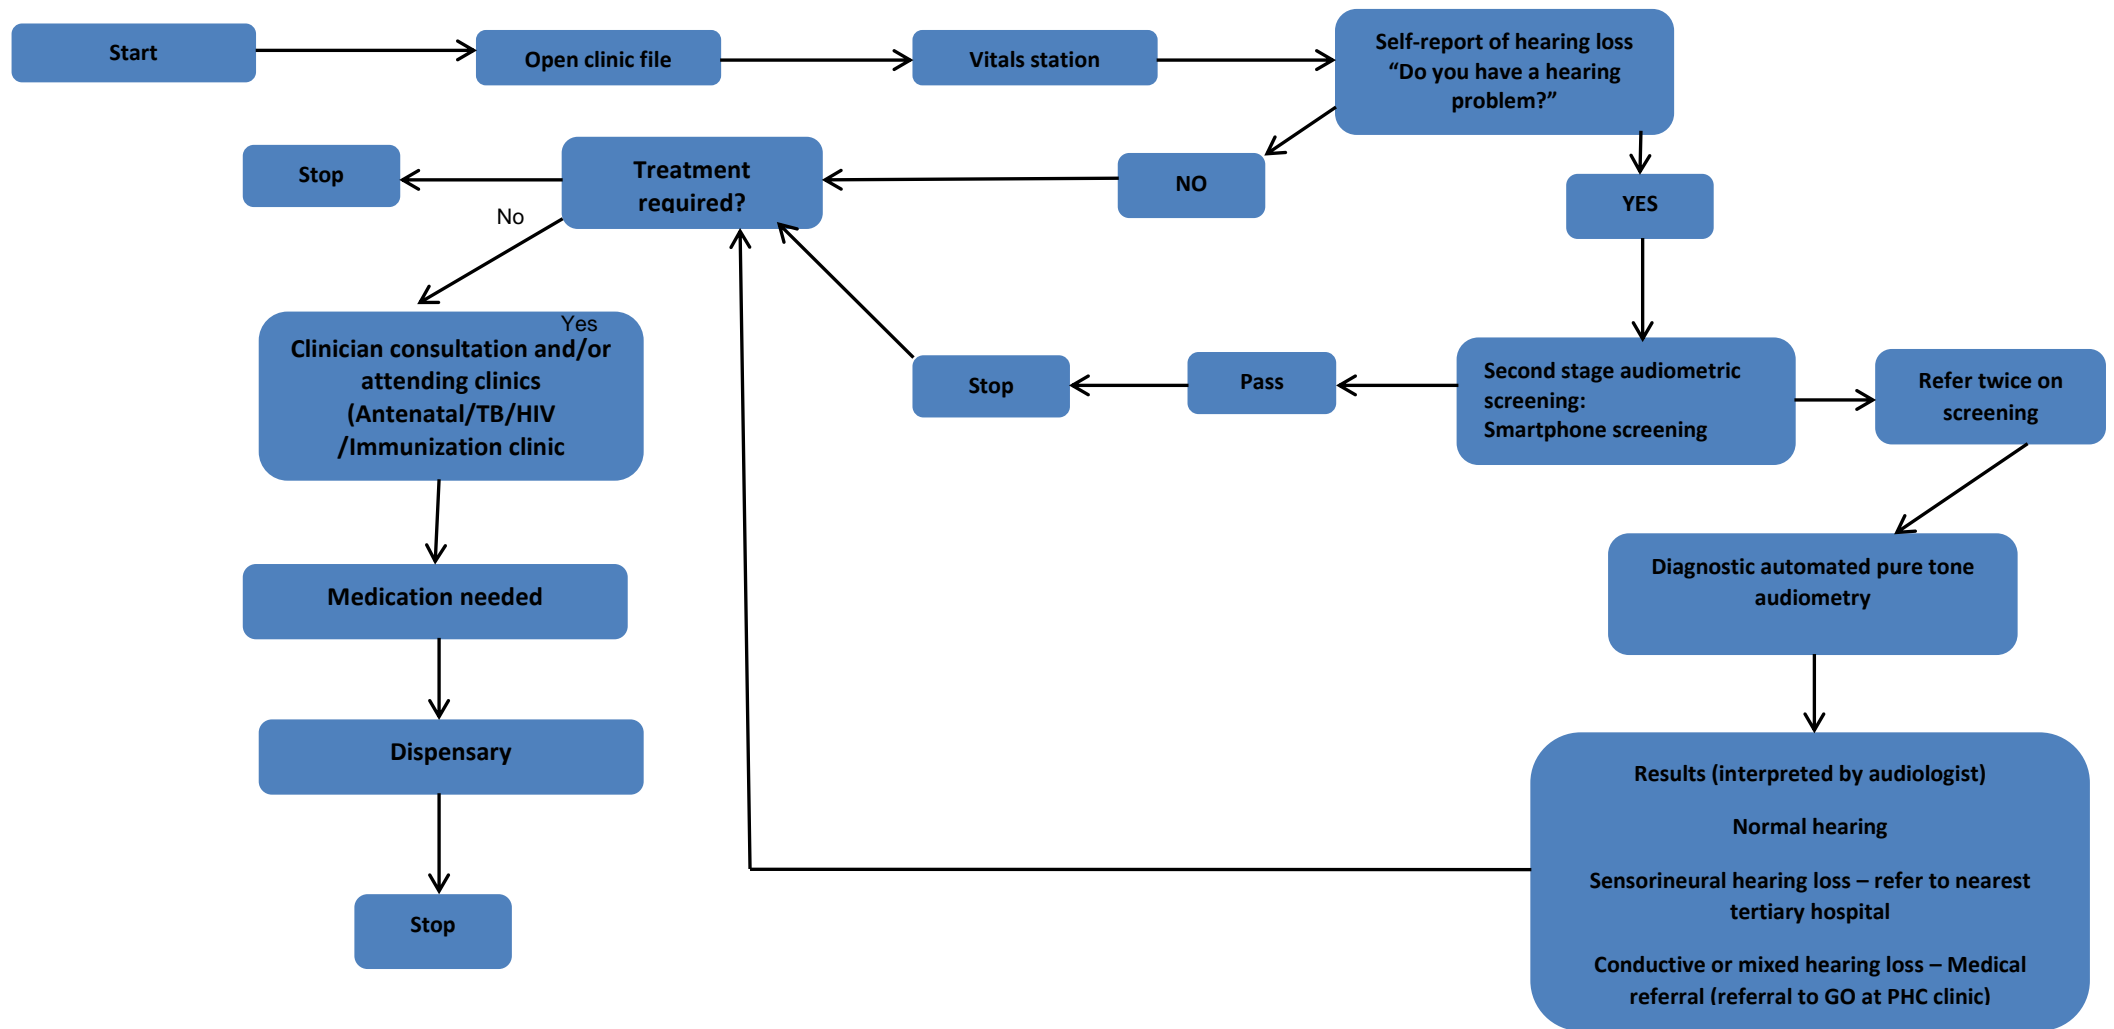 Start
Open clinic file
Vitals station
Self-report of hearing loss
“Do you have a hearing
problem?”
Stop
Treatment
required?
NO
YES
No
Yes
Clinician consultation and/or
attending clinics
(Antenatal/TB/HIV
/Immunization clinic
Stop
Pass
Second stage audiometric
screening:
Smartphone screening
Refer twice on
screening
Diagnostic automated pure tone
audiometry
Medication needed
Dispensary
Stop
Results (interpreted by audiologist)
Normal hearing
Sensorineural hearing loss – refer to nearest
tertiary hospital
Conductive or mixed hearing loss – Medical
referral (referral to GO at PHC clinic)